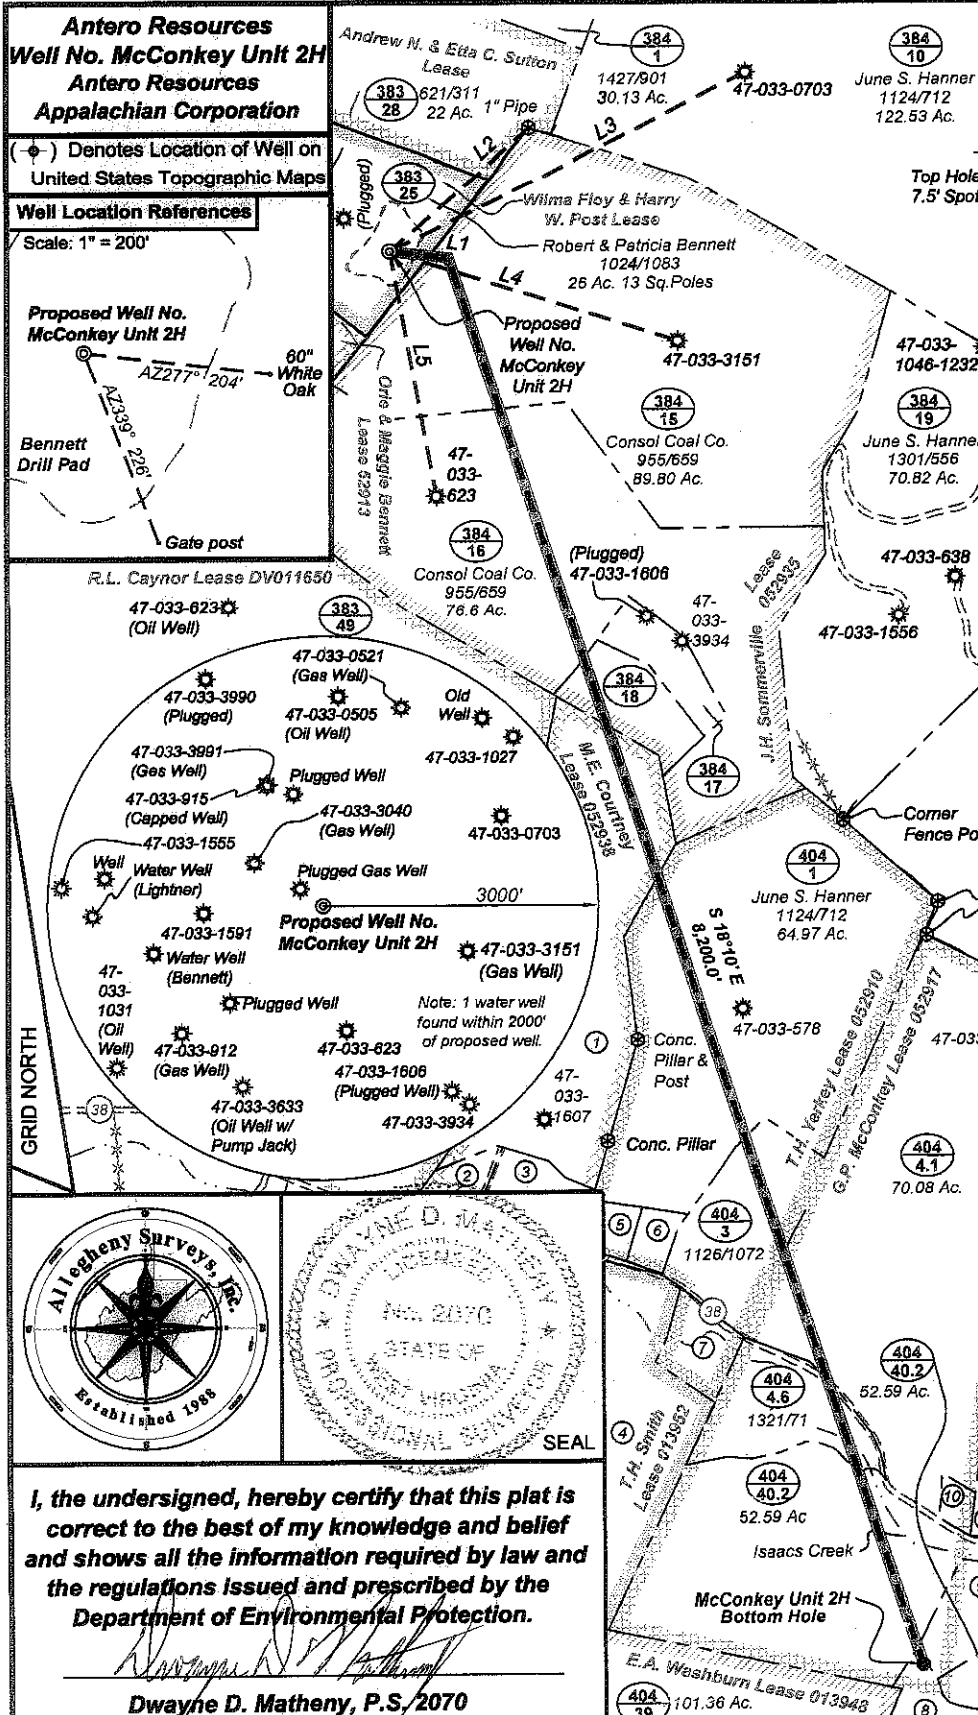 Antero Resources
Well No. McConkey Unit 2H
Antero Resources
Appalachian Corporation
( ) Denotes Location of Well on
United States Topographic Maps
Well Location References
Scale: 1" = 200'
Proposed Well No.
McConkey Unit 2H
60"
White
Oak
AZ277° 204'
AZ339° 226'
Bennett
Drill Pad
Gate post
Andrew N. & Etta C. Sutton
Lease
383
28
621/311
22 Ac.
1" Pipe
384
1
1427/901
30.13 Ac.
47-033-0703
384
10
June S. Hanner
1124/712
122.53 Ac.
Top Hole
7.5' Spot
L2
L3
(Plugged)
383
25
Wilma Floy & Harry
W. Post Lease
Robert & Patricia Bennett
1024/1083
26 Ac. 13 Sq.Poles
L1
L4
L5
Proposed
Well No.
McConkey
Unit 2H
47-033-3151
47-033-
1046-1232
Orie & Maggie Bennett
Lease 52913
384
15
Consol Coal Co.
955/659
89.80 Ac.
384
19
June S. Hanner
1301/556
70.82 Ac.
47-
033-
623
384
16
Consol Coal Co.
955/659
76.6 Ac.
(Plugged)
47-033-1606
47-
033-
3934
J.H. Sommerville
Lease
052935
47-033-638
47-033-1556
R.L. Caynor Lease DV011650
47-033-623
(Oil Well)
383
49
47-033-0521
(Gas Well)
47-033-3990
(Plugged)
47-033-0505
(Oil Well)
Old
Well
47-033-1027
47-033-3991
(Gas Well)
Plugged Well
47-033-915
(Capped Well)
47-033-3040
(Gas Well)
47-033-0703
47-033-1555
Well
Water Well
(Lightner)
Plugged Gas Well
3000'
Proposed Well No.
McConkey Unit 2H
47-033-1591
Water Well
(Bennett)
47-033-3151
(Gas Well)
47-
033-
1031
(Oil
Well)
Plugged Well
Note: 1 water well
found within 2000'
of proposed well.
47-033-912
(Gas Well)
47-033-623
47-033-1606
(Plugged Well)
47-033-3633
(Oil Well w/
Pump Jack)
47-033-3934
47-
033-
1607
GRID NORTH
38
384
18
384
17
M.E. Courtney
Lease 052938
Corner
Fence Po
404
1
June S. Hanner
1124/712
64.97 Ac.
S 18°10' E
8,200.0'
47-033-578
47-033
1
Conc.
Pillar &
Post
Conc. Pillar
T.H. Yerkey Lease 052910
G.P. McConkey Lease 052917
404
4.1
70.08 Ac.
2
3
5
6
404
3
1126/1072
38
7
404
4.6
1321/71
404
40.2
52.59 Ac.
4
T.H. Smith
Lease 013952
404
40.2
52.59 Ac
10
Isaacs Creek
McConkey Unit 2H
Bottom Hole
E.A. Washburn Lease 013948
404
39
101.36 Ac.
8
Allegheny Surveys, Inc.
Established 1988
DWAYNE D. MATHENY
LICENSED
No. 2070
STATE OF
WEST VIRGINIA
PROFESSIONAL SURVEYOR
SEAL
I, the undersigned, hereby certify that this plat is
correct to the best of my knowledge and belief
and shows all the information required by law and
the regulations issued and prescribed by the
Department of Environmental Protection.
Dwayne D. Matheny
Dwayne D. Matheny, P.S. 2070